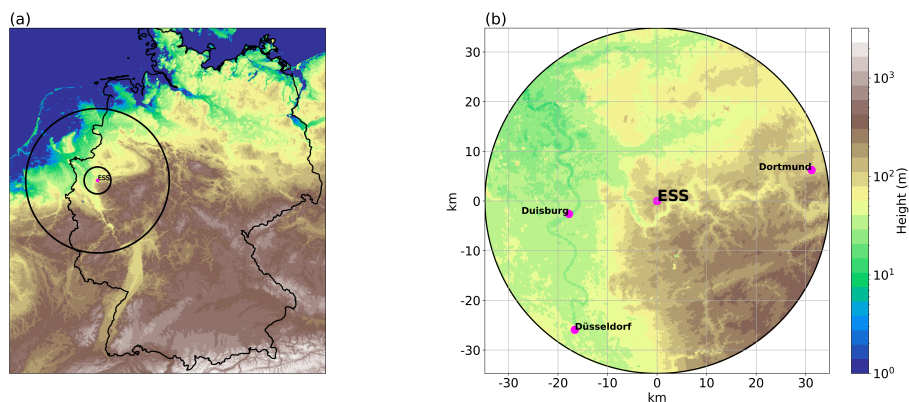 (a)
ESS
(b)
km
30
20
10
0
-10
-20
-30
Dortmund
ESS
Duisburg
Düsseldorf
-30 -20 -10 0 10 20 30
km
10³
10²
10¹
10⁰
Height (m)